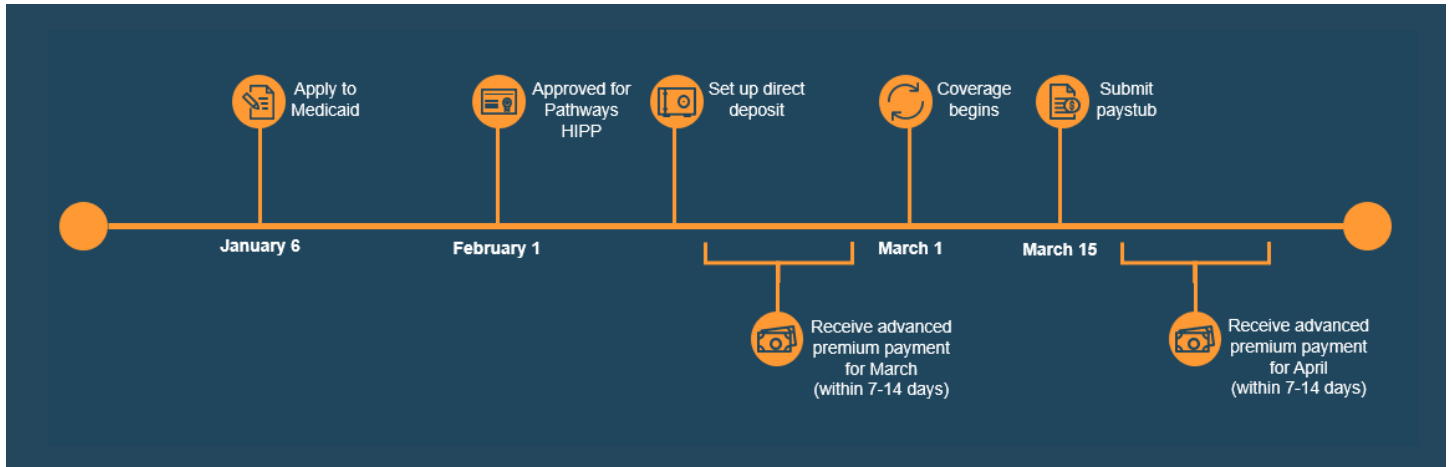 Apply to
Medicaid
Approved for
Pathways
HIPP
Set up direct
deposit
Coverage
begins
Submit
paystub
January 6
February 1
March 1
March 15
Receive advanced
premium payment
for March
(within 7-14 days)
Receive advanced
premium payment
for April
(within 7-14 days)